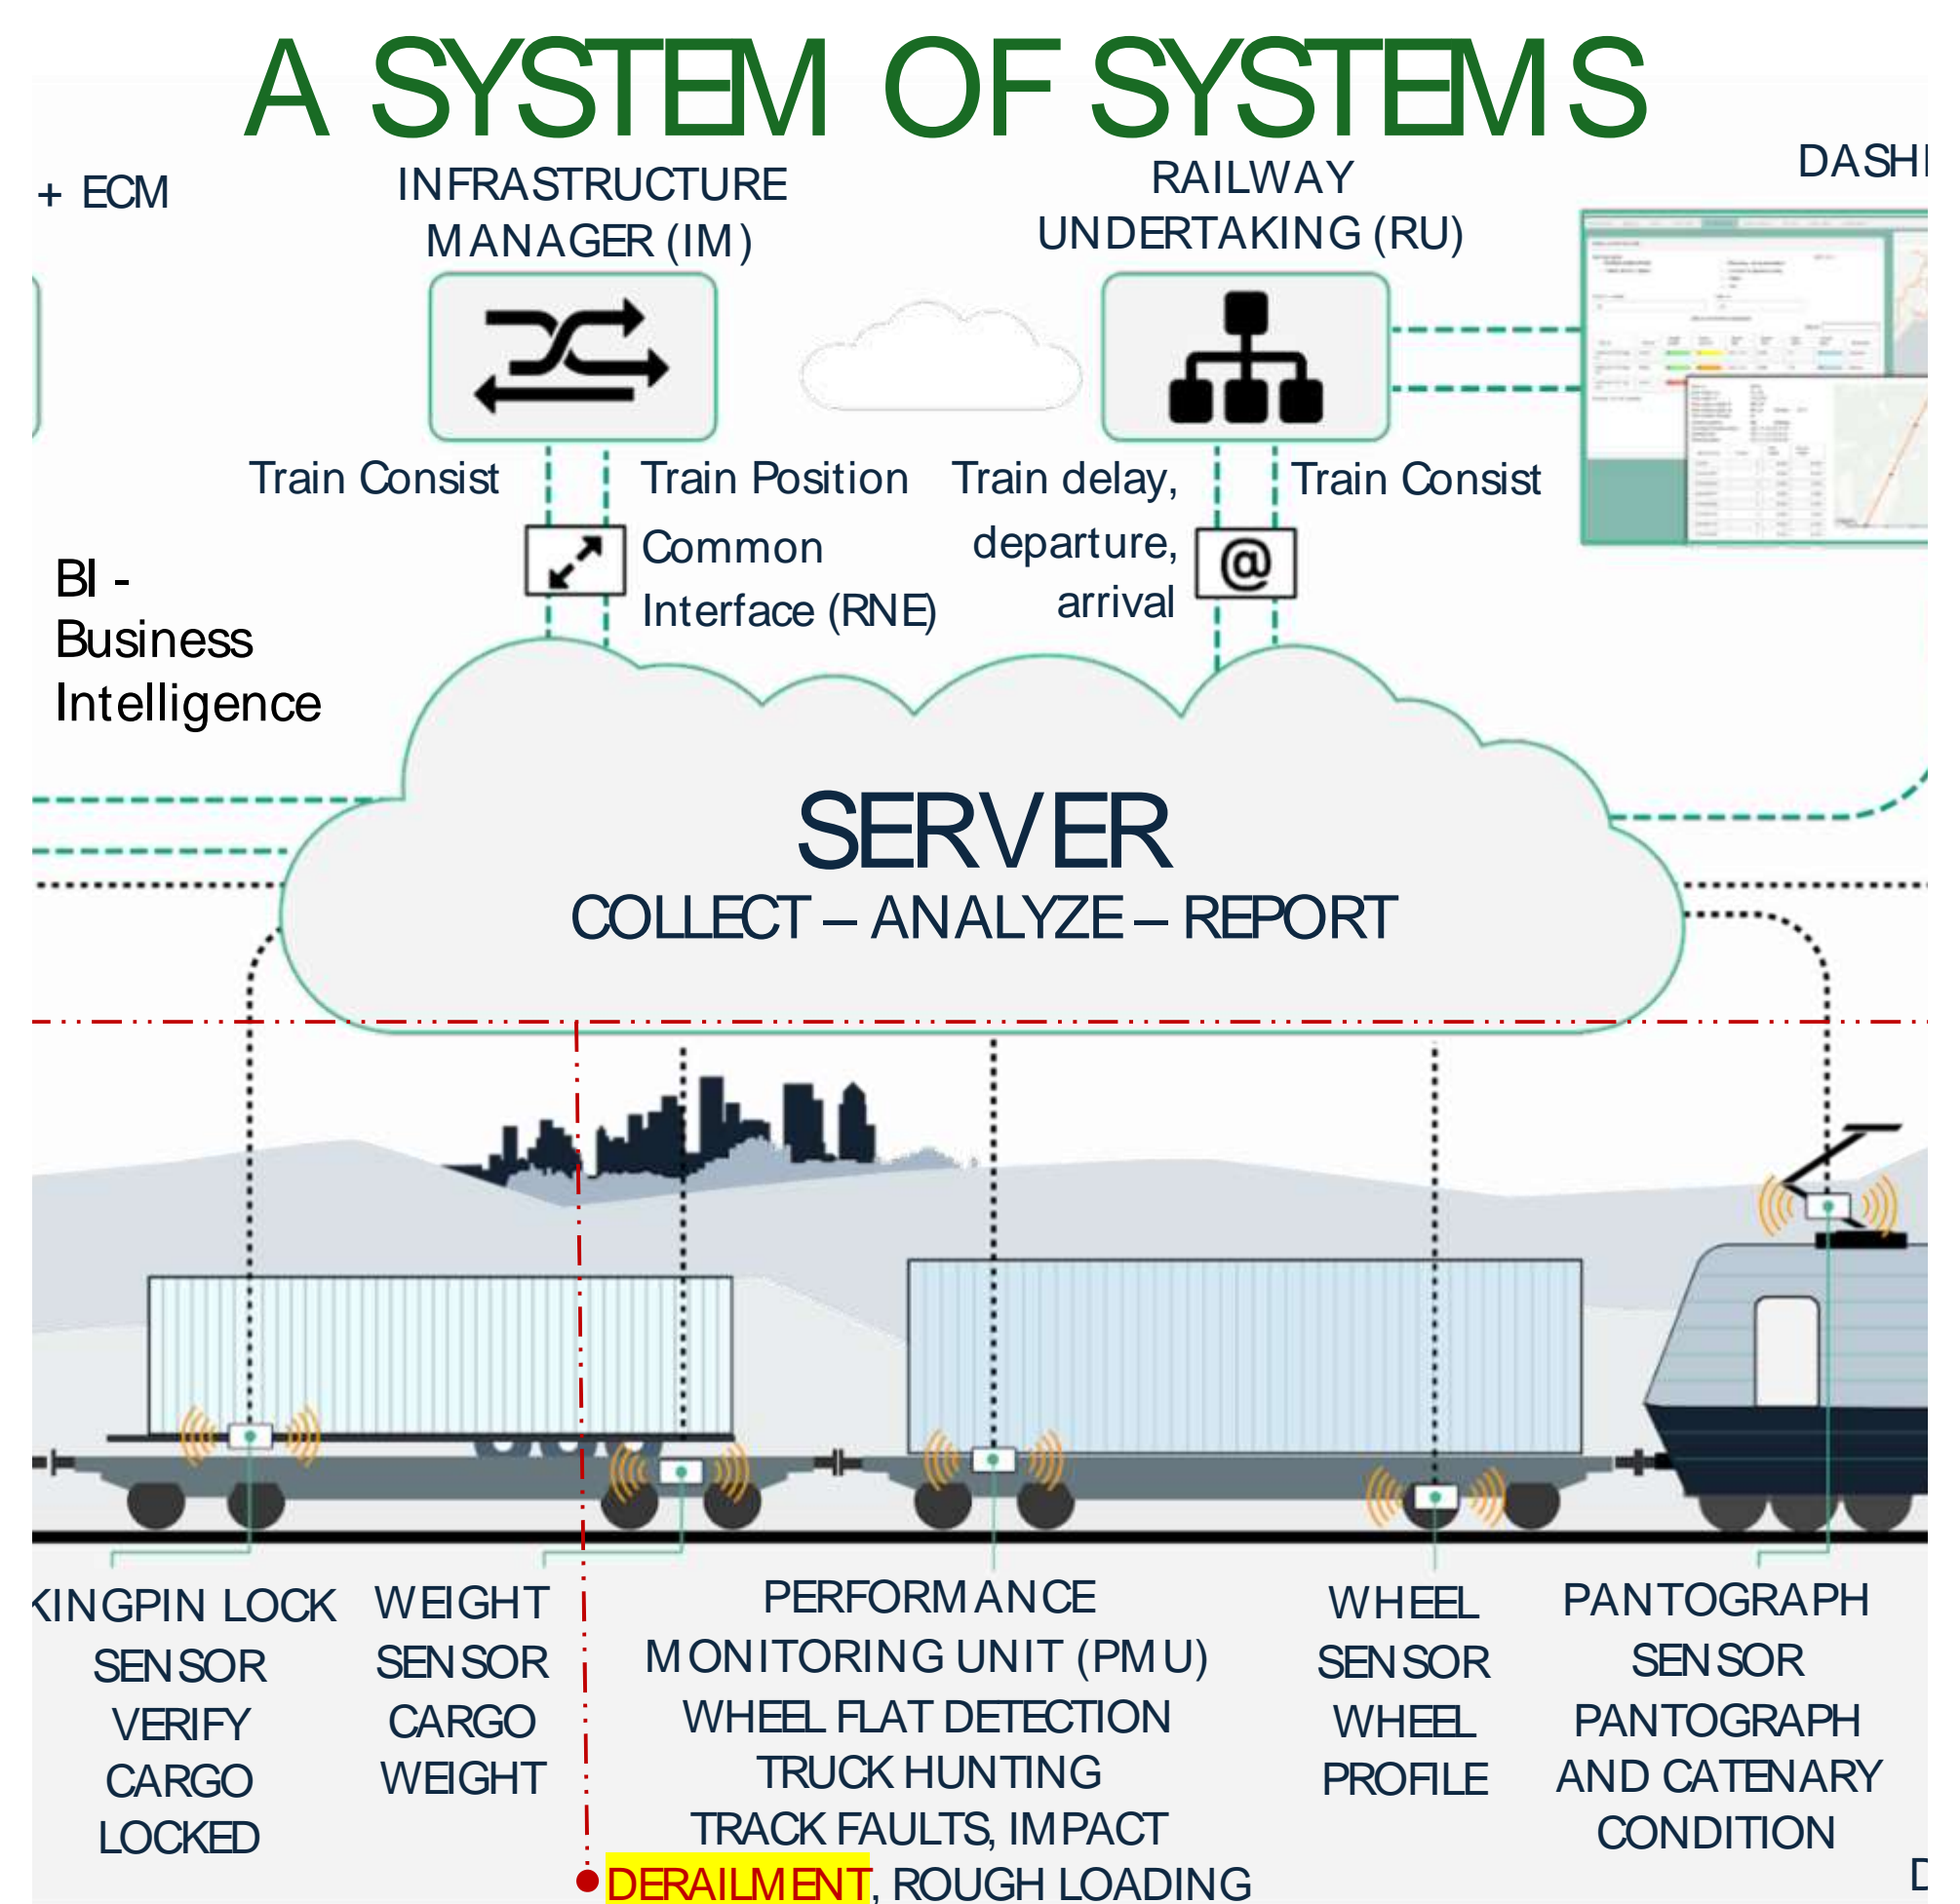 A SYSTEM OF SYSTEMS
+ ECM
INFRASTRUCTURE
MANAGER (IM)
RAILWAY
UNDERTAKING (RU)
DASH
Train Consist
Train Position
Common
Interface (RNE)
Train delay,
departure,
arrival
Train Consist
@
BI -
Business
Intelligence
SERVER
COLLECT – ANALYZE – REPORT
KINGPIN LOCK
SENSOR
VERIFY
CARGO
LOCKED
WEIGHT
SENSOR
CARGO
WEIGHT
PERFORMANCE
MONITORING UNIT (PMU)
WHEEL FLAT DETECTION
TRUCK HUNTING
TRACK FAULTS, IMPACT
DERAILMENT, ROUGH LOADING
WHEEL
SENSOR
WHEEL
PROFILE
PANTOGRAPH
SENSOR
PANTOGRAPH
AND CATENARY
CONDITION